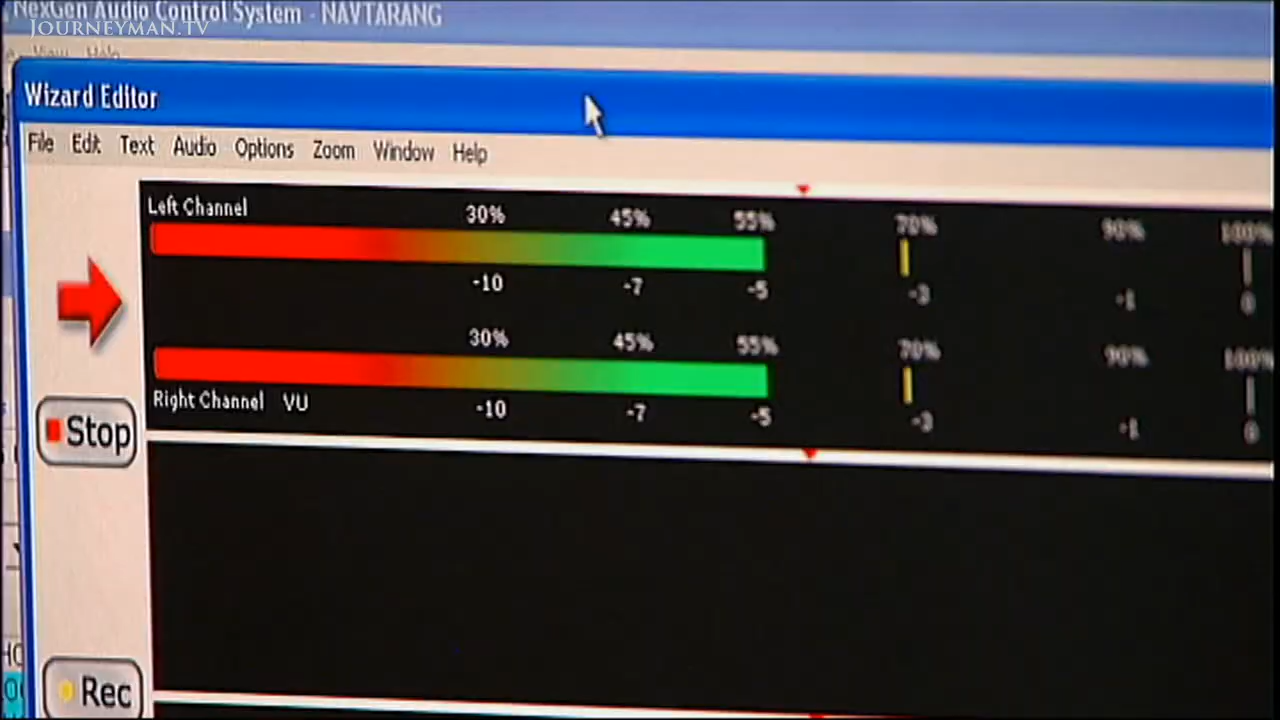 NexGen Audio Control System - NAVTARANG
JOURNEYMAN.TV
View Help
Wizard Editor
File Edit Text Audio Options Zoom Window Help
Left Channel 30% 45% 55% 70% 90% 100%
-10 -7 -5 -3 -1 0
30% 45% 55% 70% 90% 100%
Right Channel VU -10 -7 -5 -3 -1 0
Stop
Rec